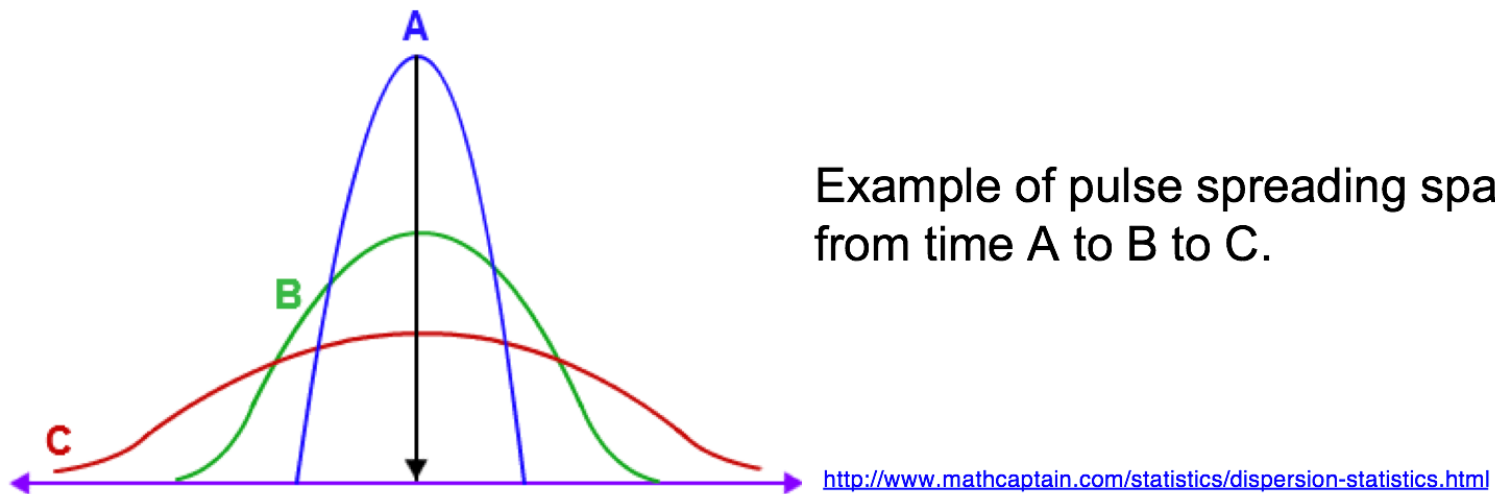 A
B
C
Example of pulse spreading spa
from time A to B to C.
http://www.mathcaptain.com/statistics/dispersion-statistics.html